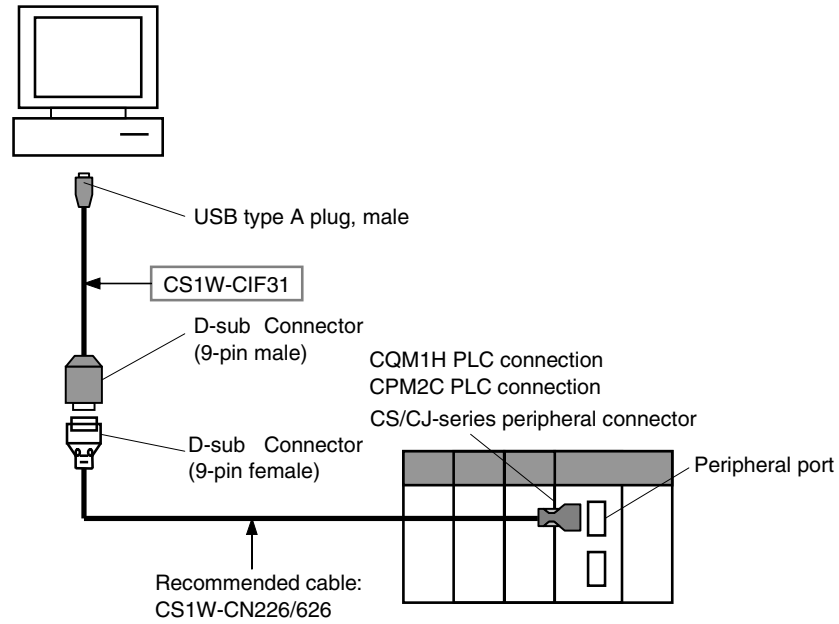 USB type A plug, male
CS1W-CIF31
D-sub Connector
(9-pin male)
CQM1H PLC connection
CPM2C PLC connection
CS/CJ-series peripheral connector
D-sub Connector
(9-pin female)
Peripheral port
Recommended cable:
CS1W-CN226/626